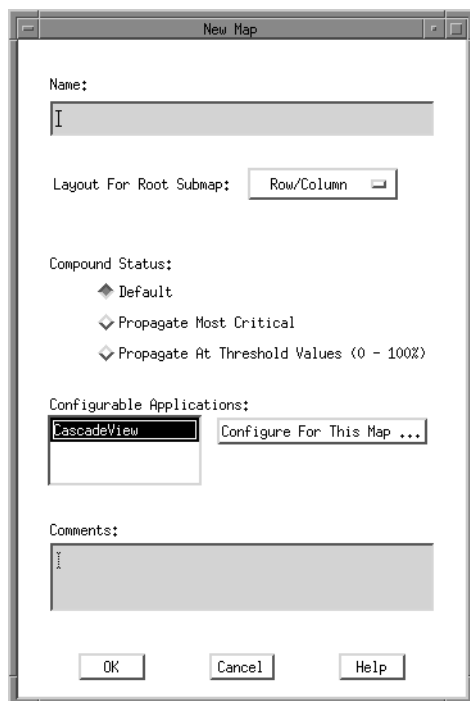 New Map
Name:
Layout For Root Submap: Row/Column
Compound Status:
Default
Propagate Most Critical
Propagate At Threshold Values (0 - 100%)
Configurable Applications:
CascadeView Configure For This Map ...
Comments:
OK Cancel Help